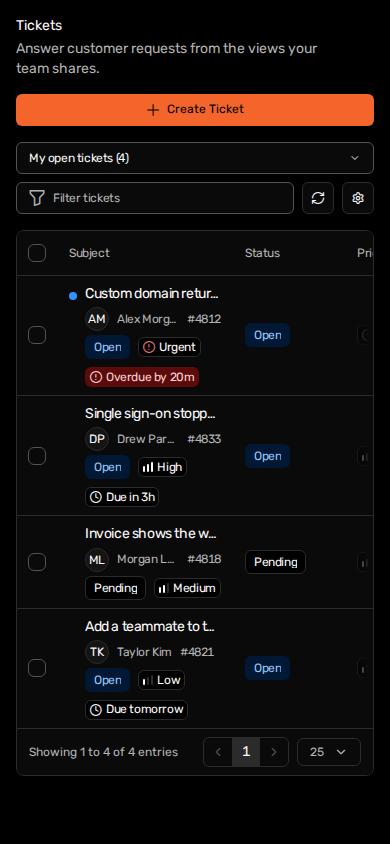 Tickets
Answer customer requests from the views your
team shares.
Create Ticket
My open tickets (4)
Filter tickets
Subject Status
Custom domain retur...
AM Alex Morg... #4812
Open Urgent Open
Overdue by 20m
Single sign-on stopp...
DP Drew Par... #4833
Open High Open
Due in 3h
Invoice shows the w...
ML Morgan L... #4818
Pending Medium Pending
Add a teammate to t...
TK Taylor Kim #4821
Open Low Open
Due tomorrow
Showing 1 to 4 of 4 entries 1 25